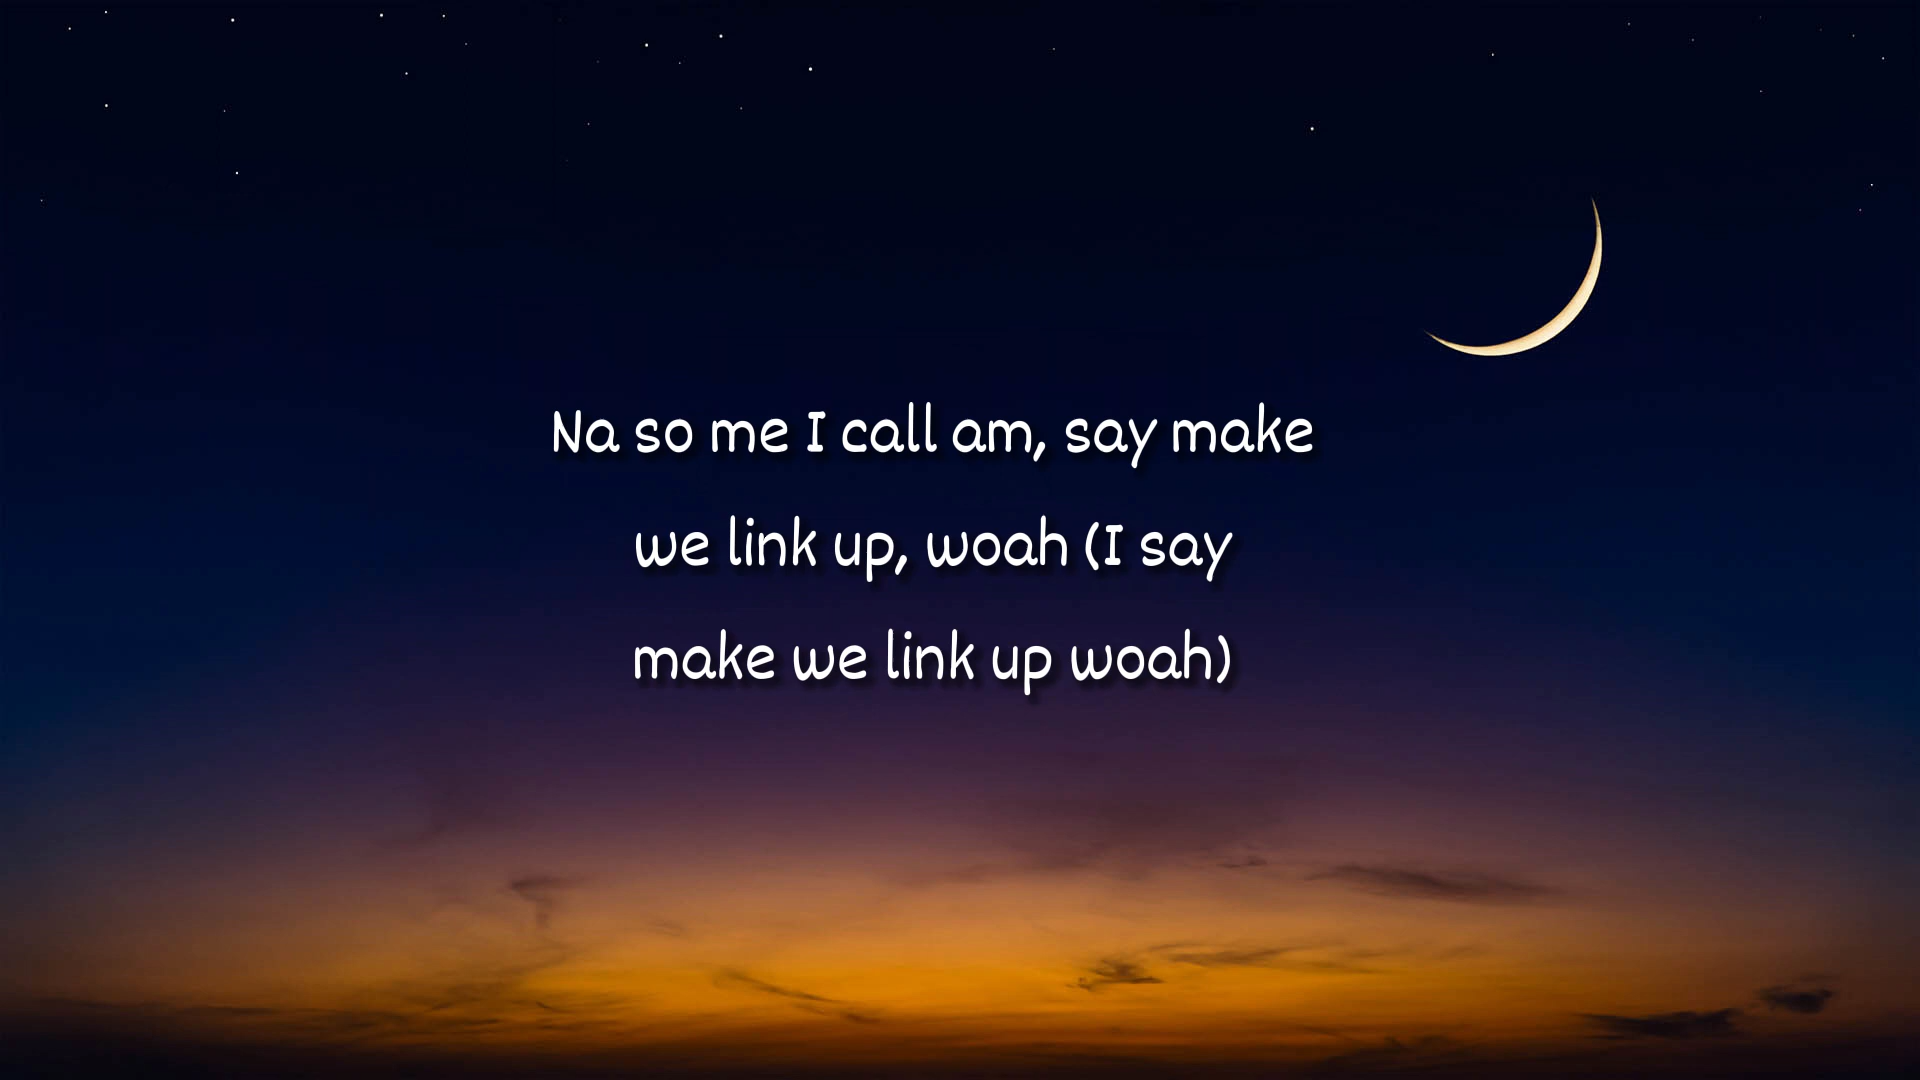 Na so me I call am, say make
we link up, woah (I say
make we link up woah)